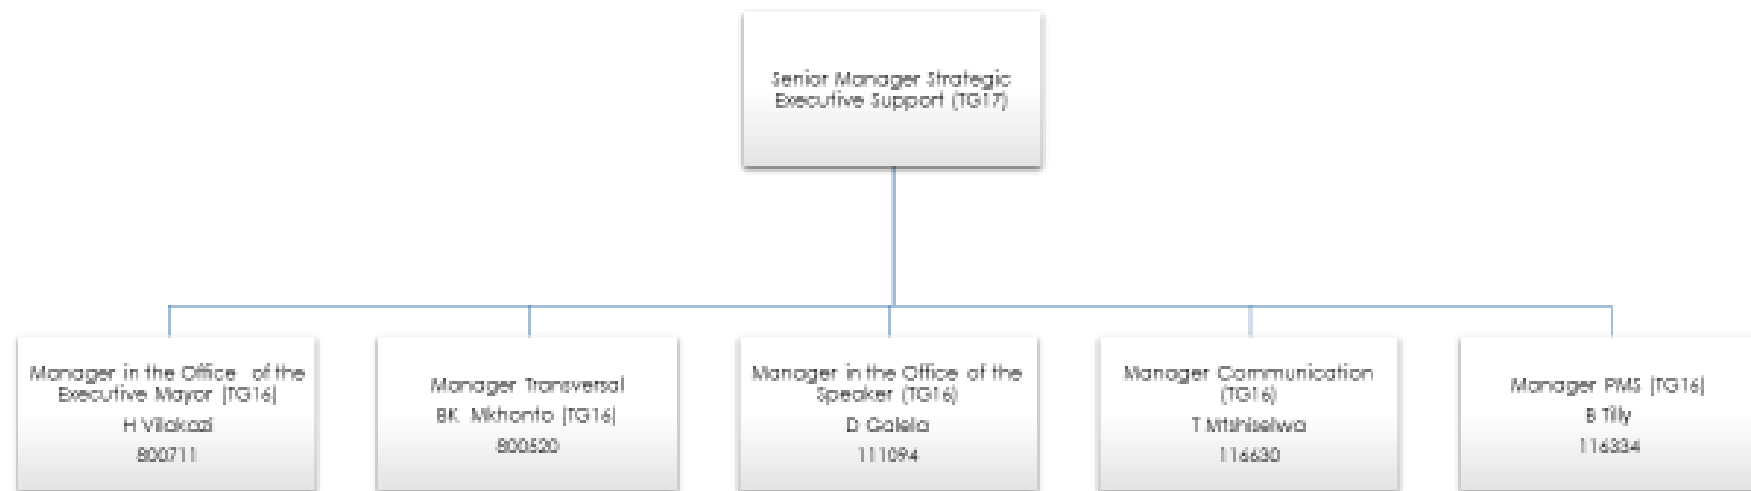 Senior Manager Strategic
Executive Support (TG17)
Manager in the Office of the
Executive Mayor (TG16)
H Vilakazi
800711
Manager Transversal
BK Mkhonto (TG16)
800520
Manager in the Office of the
Speaker (TG16)
D Galela
111094
Manager Communication
(TG16)
T Mtshiselwa
116630
Manager PMS (TG16)
B Tilly
116334